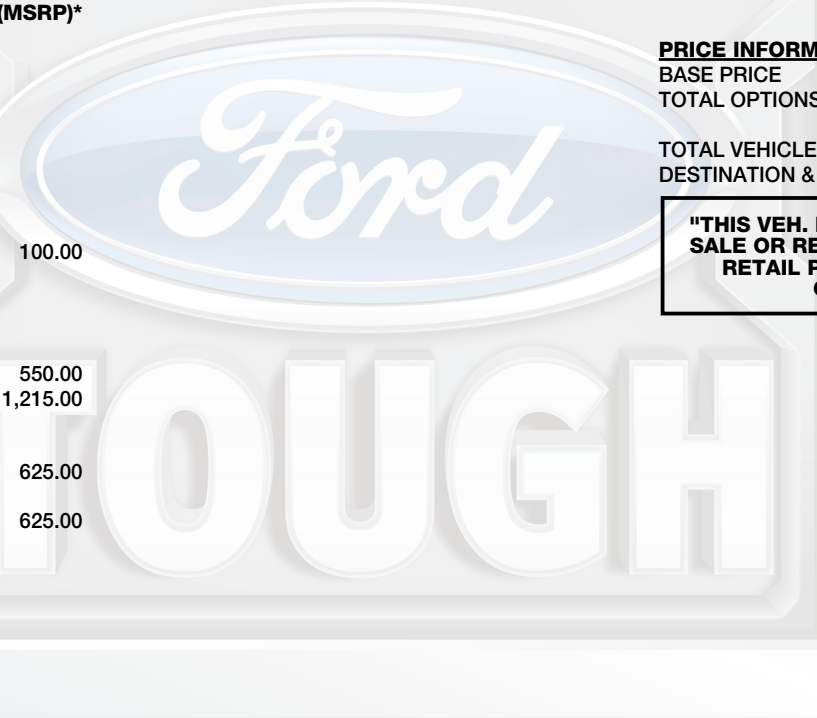 (MSRP)*
100.00
550.00
1,215.00
625.00
625.00
PRICE INFORM
BASE PRICE
TOTAL OPTIONS
TOTAL VEHICLE
DESTINATION &
"THIS VEH.
SALE OR RE
RETAIL P
Ford
TOUGH